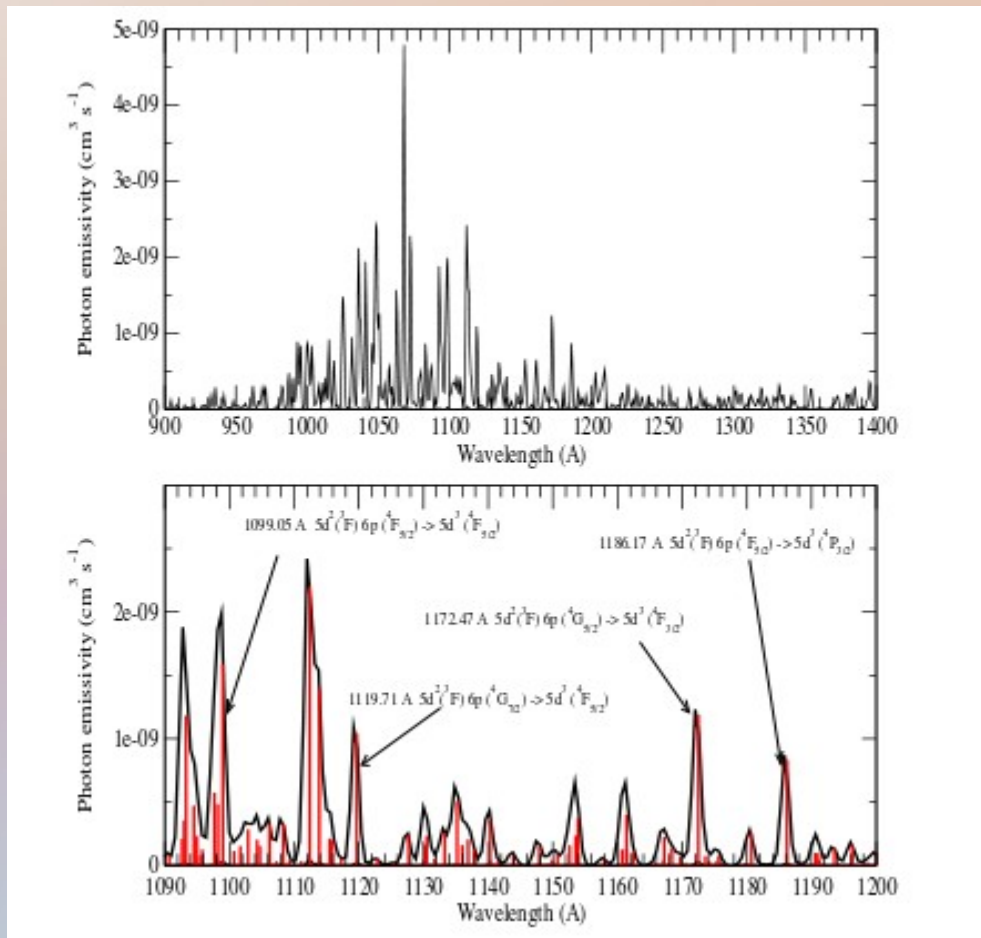 5e-09
4e-09
3e-09
2e-09
1e-09
0
Photon emissivity (cm³ s⁻¹)
900 950 1000 1050 1100 1150 1200 1250 1300 1350 1400
Wavelength (A)
1099.05 A 5d²(³F) 6p (⁴F₅/₂) -> 5d³ (⁴F₅/₂)
1186.17 A 5d²(³F) 6p (⁴F₅/₂) -> 5d³ (⁴P₃/₂)
1172.47 A 5d²(³F) 6p (⁴G₅/₂) -> 5d³ (⁴F₃/₂)
1119.71 A 5d²(³F) 6p (⁴G₇/₂) -> 5d³ (⁴F₅/₂)
2e-09
1e-09
0
Photon emissivity (cm³ s⁻¹)
1090 1100 1110 1120 1130 1140 1150 1160 1170 1180 1190 1200
Wavelength (A)